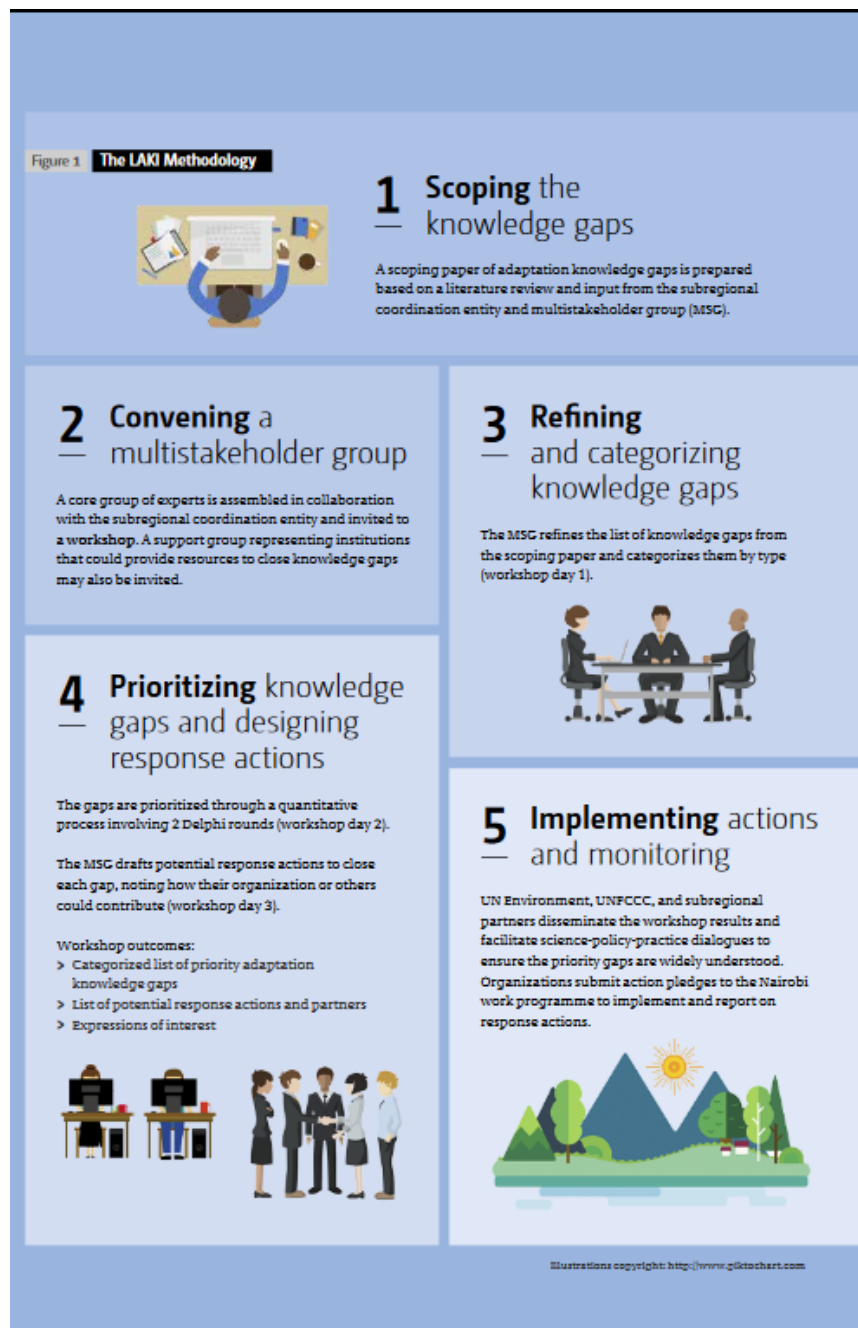 Figure 1 The LAKI Methodology
1 Scoping the
knowledge gaps
A scoping paper of adaptation knowledge gaps is prepared
based on a literature review and input from the subregional
coordination entity and multistakeholder group (MSG).
2 Convening a
multistakeholder group
A core group of experts is assembled in collaboration
with the subregional coordination entity and invited to
a workshop. A support group representing institutions
that could provide resources to close knowledge gaps
may also be invited.
3 Refining
and categorizing
knowledge gaps
The MSG refines the list of knowledge gaps from
the scoping paper and categorizes them by type
(workshop day 1).
4 Prioritizing knowledge
gaps and designing
response actions
The gaps are prioritized through a quantitative
process involving 2 Delphi rounds (workshop day 2).
The MSG drafts potential response actions to close
each gap, noting how their organization or others
could contribute (workshop day 3).
Workshop outcomes:
> Categorized list of priority adaptation
knowledge gaps
> List of potential response actions and partners
> Expressions of interest
5 Implementing actions
and monitoring
UN Environment, UNFCCC, and subregional
partners disseminate the workshop results and
facilitate science-policy-practice dialogues to
ensure the priority gaps are widely understood.
Organizations submit action pledges to the Nairobi
work programme to implement and report on
response actions.
Illustrations copyright: http://www.piktochart.com